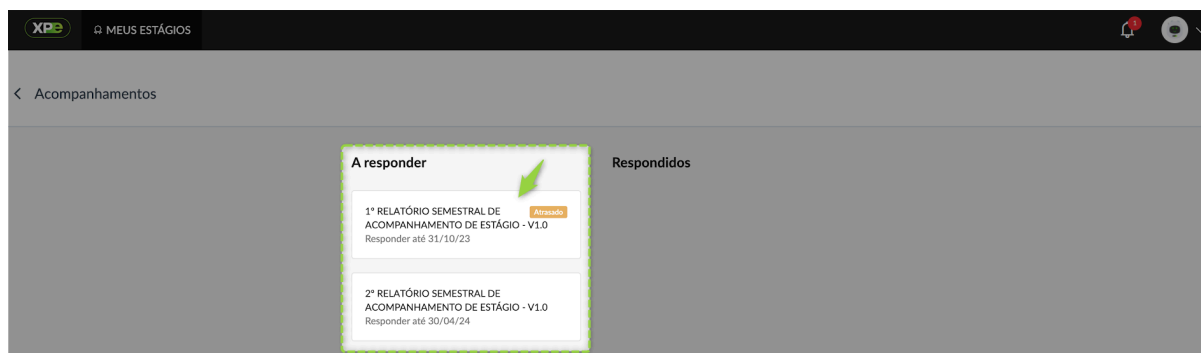 XPe
MEUS ESTÁGIOS
1
Acompanhamentos
A responder
Respondidos
1º RELATÓRIO SEMESTRAL DE
Atrasado
ACOMPANHAMENTO DE ESTÁGIO - V1.0
Responder até 31/10/23
2º RELATÓRIO SEMESTRAL DE
ACOMPANHAMENTO DE ESTÁGIO - V1.0
Responder até 30/04/24